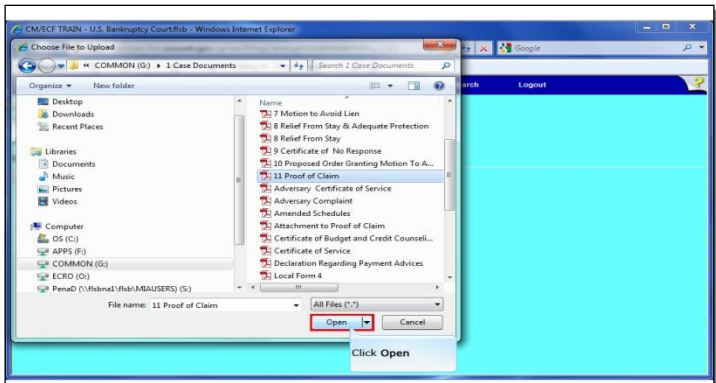 CM/ECF TRAIN - U.S. Bankruptcy Court:flsb - Windows Internet Explorer
Choose File to Upload
Google
« COMMON (G:) ▸ 1 Case Documents
Search 1 Case Documents
Organize ▾ New folder
arch Logout
Desktop
Downloads
Recent Places
Libraries
Documents
Music
Pictures
Videos
Computer
OS (C:)
APPS (F:)
COMMON (G:)
ECRO (O:)
PenaD (\\flsbna1\flsb\MIAUSERS) (S:)
Name
7 Motion to Avoid Lien
8 Relief From Stay & Adequate Protection
8 Relief From Stay
9 Certificate of No Response
10 Proposed Order Granting Motion To A...
11 Proof of Claim
Adversary Certificate of Service
Adversary Complaint
Amended Schedules
Attachment to Proof of Claim
Certificate of Budget and Credit Counseli...
Certificate of Service
Declaration Regarding Payment Advices
Local Form 4
File name: 11 Proof of Claim
All Files (*.*)
Open Cancel
Click Open